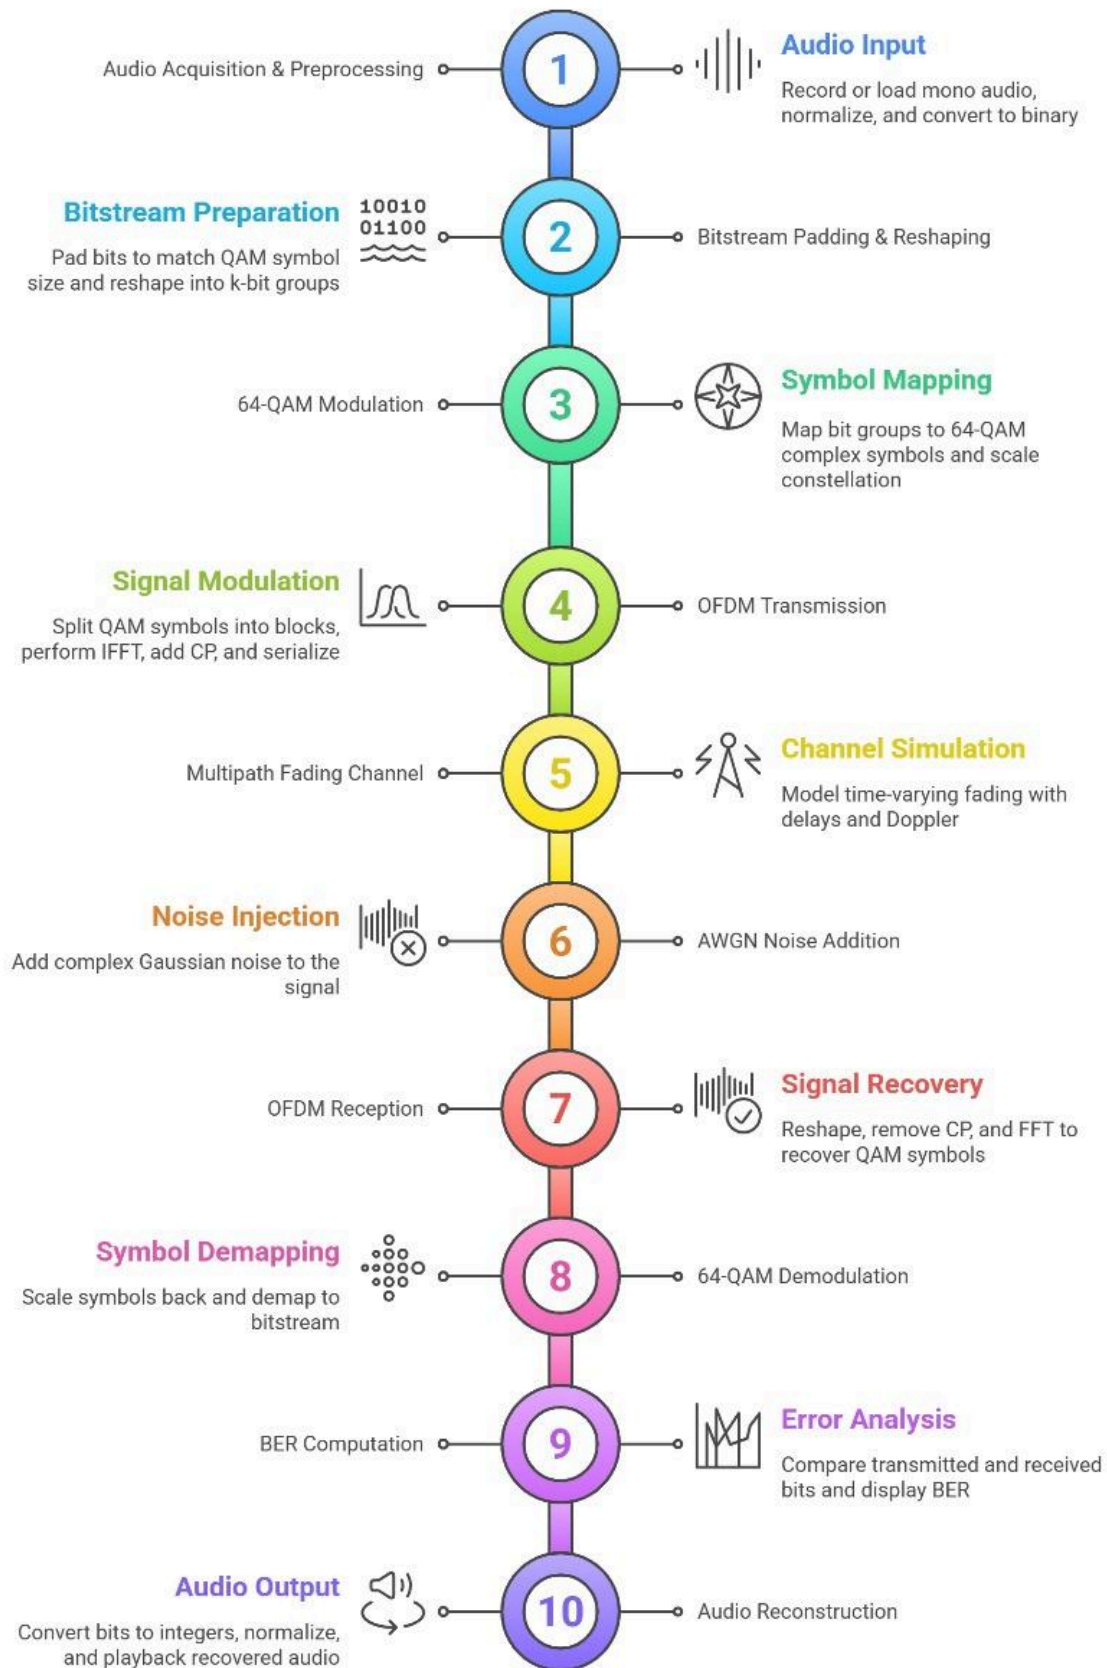 Audio Acquisition & Preprocessing
1
Audio Input
Record or load mono audio,
normalize, and convert to binary
Bitstream Preparation
Pad bits to match QAM symbol
size and reshape into k-bit groups
10010
01100
2
Bitstream Padding & Reshaping
64-QAM Modulation
3
Symbol Mapping
Map bit groups to 64-QAM
complex symbols and scale
constellation
Signal Modulation
Split QAM symbols into blocks,
perform IFFT, add CP, and serialize
4
OFDM Transmission
Multipath Fading Channel
5
Channel Simulation
Model time-varying fading with
delays and Doppler
Noise Injection
Add complex Gaussian noise to the
signal
6
AWGN Noise Addition
OFDM Reception
7
Signal Recovery
Reshape, remove CP, and FFT to
recover QAM symbols
Symbol Demapping
Scale symbols back and demap to
bitstream
8
64-QAM Demodulation
BER Computation
9
Error Analysis
Compare transmitted and received
bits and display BER
Audio Output
Convert bits to integers, normalize,
and playback recovered audio
10
Audio Reconstruction